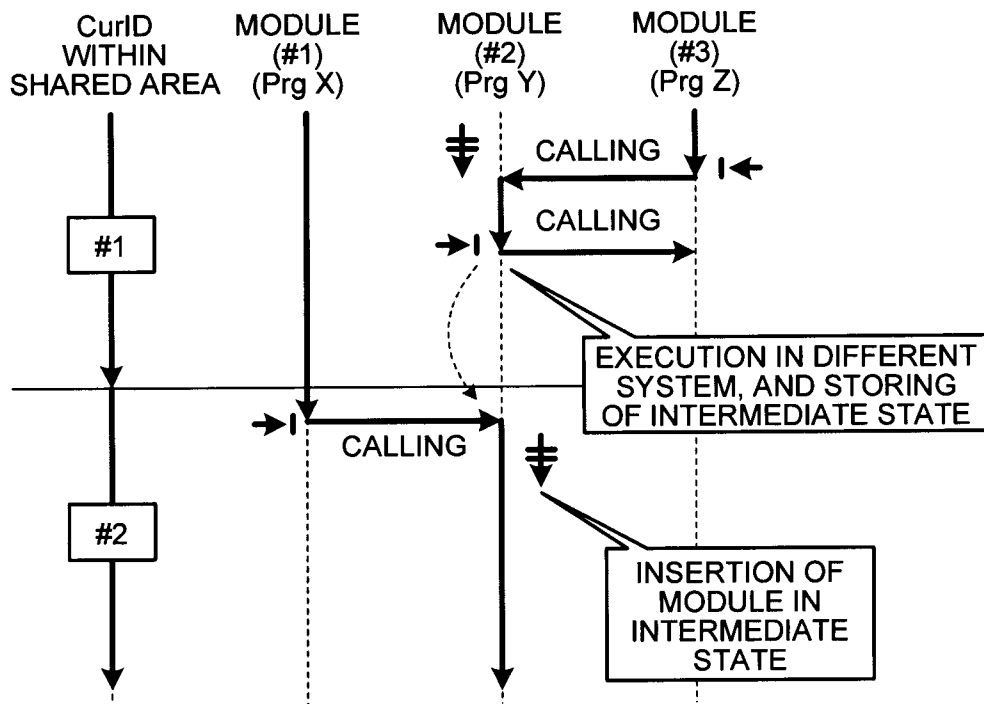 CurID
WITHIN
SHARED AREA
MODULE
(#1)
(Prg X)
MODULE
(#2)
(Prg Y)
MODULE
(#3)
(Prg Z)
CALLING
CALLING
#1
EXECUTION IN DIFFERENT
SYSTEM, AND STORING
OF INTERMEDIATE STATE
CALLING
#2
INSERTION OF
MODULE IN
INTERMEDIATE
STATE